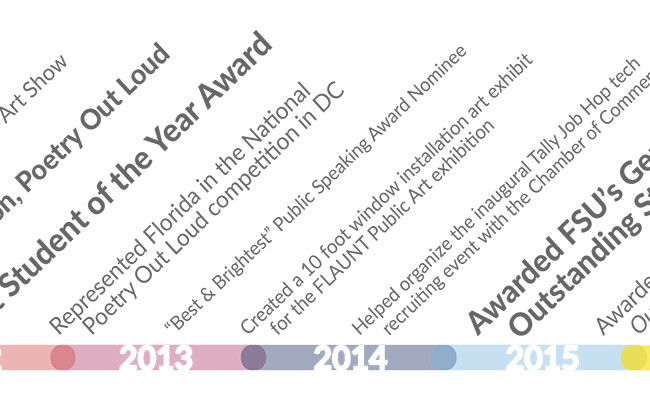 Art Show
Poetry Out Loud
Student of the Year Award
Represented Florida in the National
Poetry Out Loud competition in DC
“Best & Brightest” Public Speaking Award Nominee
Created a 10 foot window installation art exhibit
for the FLAUNT Public Art exhibition
Helped organize the inaugural Tally Job Hop tech
recruiting event with the Chamber of Commer
Awarded FSU’s Ge
Outstanding S
Awarde
Ou
2013
2014
2015